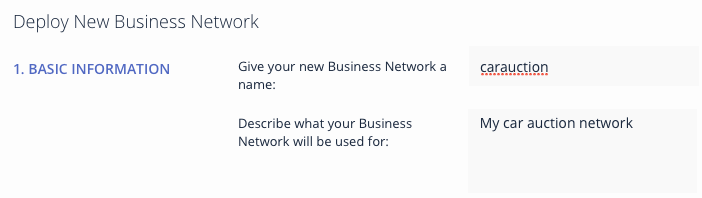 Deploy New Business Network
1. BASIC INFORMATION
Give your new Business Network a
name:
carauction
Describe what your Business
Network will be used for:
My car auction network